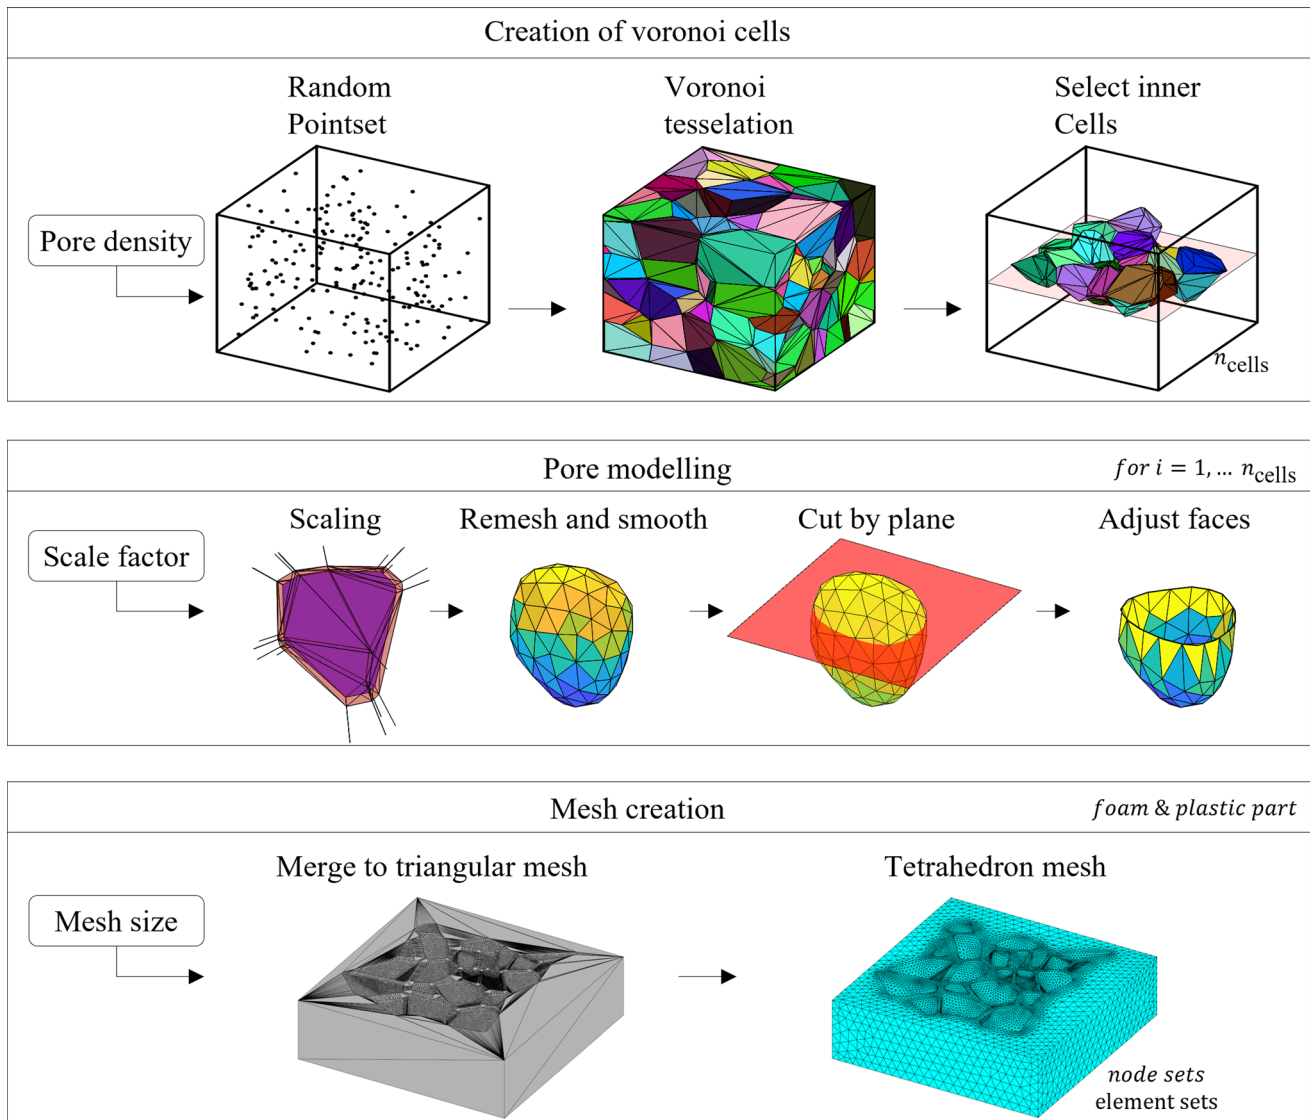 Creation of voronoi cells
Random
Pointset
Voronoi
tesselation
Select inner
Cells
Pore density
n_cells
Pore modelling
for i = 1, … n_cells
Scaling
Remesh and smooth
Cut by plane
Adjust faces
Scale factor
Mesh creation
foam & plastic part
Merge to triangular mesh
Tetrahedron mesh
Mesh size
node sets
element sets